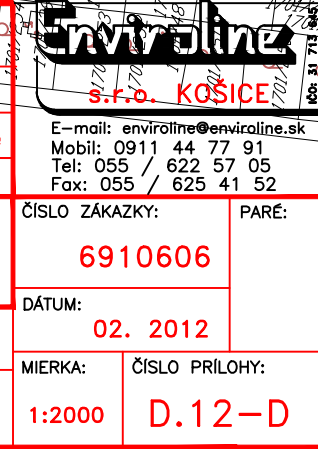 Enviroline
s.r.o. KOŠICE
E-mail: enviroline@enviroline.sk
Mobil: 0911 44 77 91
Tel: 055 / 622 57 05
Fax: 055 / 625 41 52
ČÍSLO ZÁKAZKY:
6910606
PARÉ:
DÁTUM:
02. 2012
MIERKA:
1:2000
ČÍSLO PRÍLOHY:
D.12-D